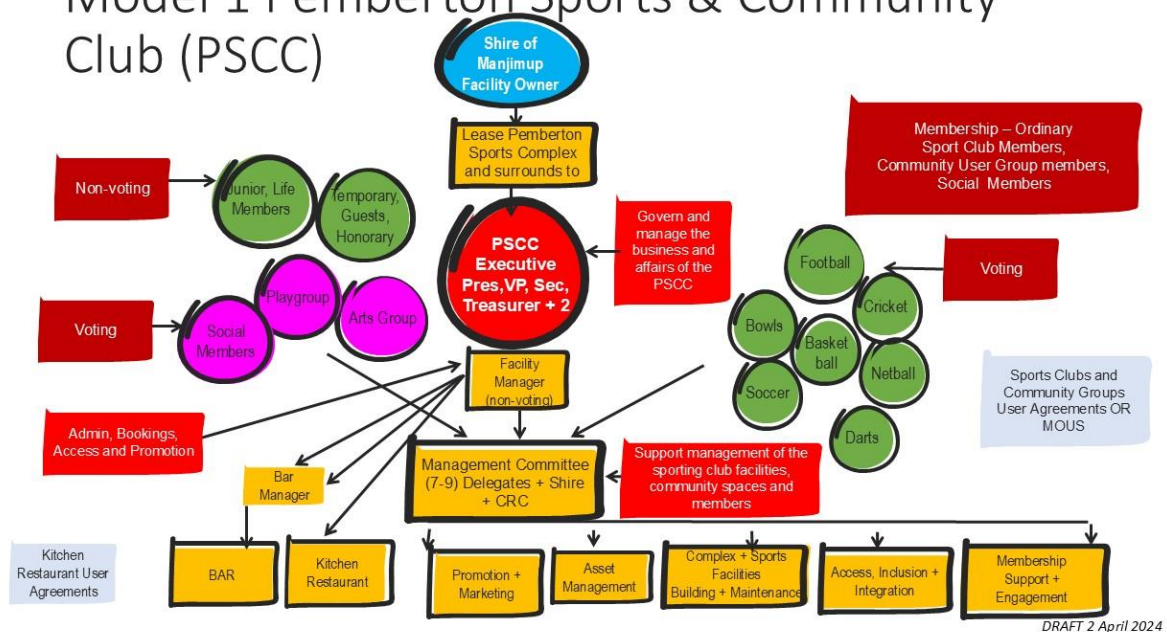 Model 1 Pemberton Sports & Community
Club (PSCC)
Shire of
Manjimup
Facility Owner
Lease Pemberton
Sports Complex
and surrounds to
Membership – Ordinary
Sport Club Members,
Community User Group members,
Social Members
Non-voting
Junior, Life
Members
Temporary,
Guests,
Honorary
PSCC
Executive
Pres,VP, Sec,
Treasurer + 2
Govern and
manage the
business and
affairs of the
PSCC
Football
Voting
Cricket
Bowls
Basket
ball
Netball
Soccer
Darts
Voting
Social
Members
Playgroup
Arts Group
Facility
Manager
(non-voting)
Sports Clubs and
Community Groups
User Agreements OR
MOUS
Admin, Bookings,
Access and Promotion
Bar
Manager
Management Committee
(7-9) Delegates + Shire
+ CRC
Support management of the
sporting club facilities,
community spaces and
members
Kitchen
Restaurant User
Agreements
BAR
Kitchen
Restaurant
Promotion +
Marketing
Asset
Management
Complex + Sports
Facilities
Building + Maintenance
Access, Inclusion +
Integration
Membership
Support +
Engagement
DRAFT 2 April 2024